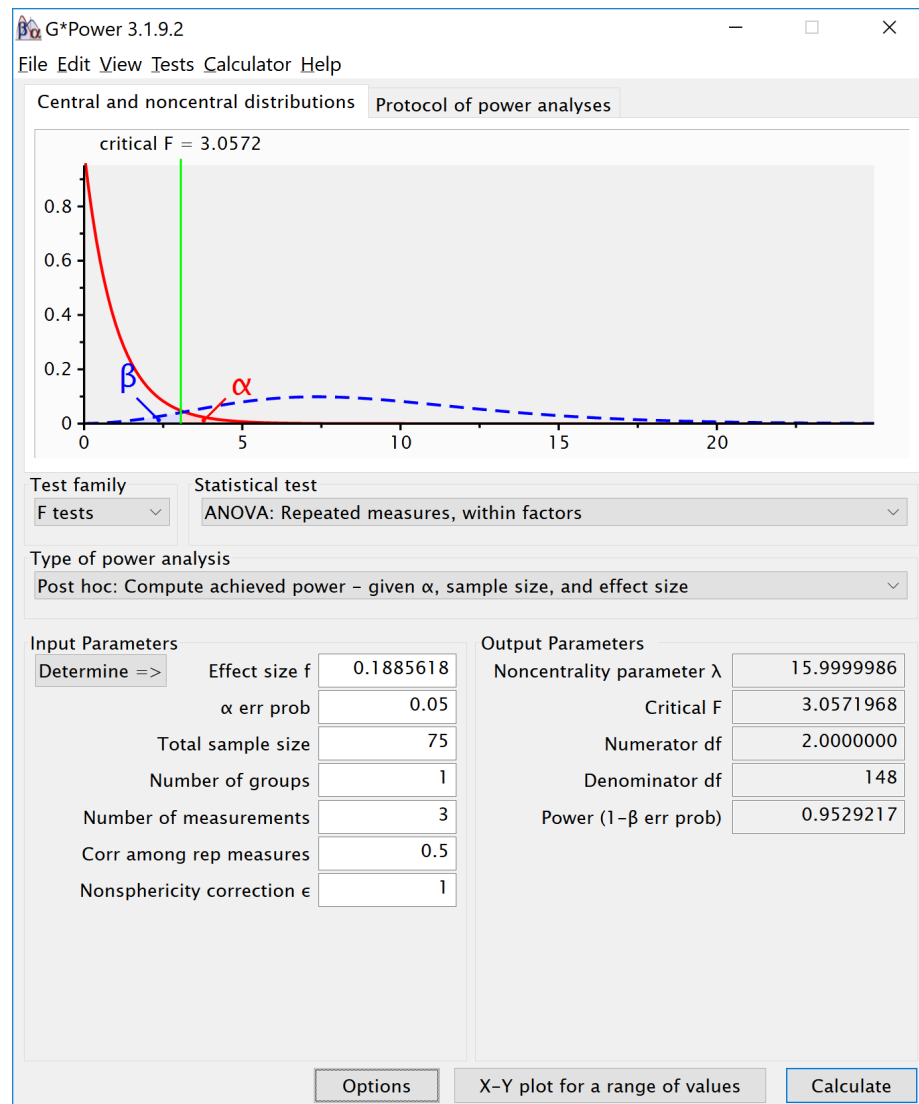 G*Power 3.1.9.2
File Edit View Tests Calculator Help
Central and noncentral distributions Protocol of power analyses
critical F = 3.0572
0.8
0.6
0.4
0.2
0
β α
0 5 10 15 20
Test family Statistical test
F tests ANOVA: Repeated measures, within factors
Type of power analysis
Post hoc: Compute achieved power – given α, sample size, and effect size
Input Parameters
Determine => Effect size f 0.1885618
α err prob 0.05
Total sample size 75
Number of groups 1
Number of measurements 3
Corr among rep measures 0.5
Nonsphericity correction ϵ 1
Output Parameters
Noncentrality parameter λ 15.9999986
Critical F 3.0571968
Numerator df 2.0000000
Denominator df 148
Power (1-β err prob) 0.9529217
Options X-Y plot for a range of values Calculate